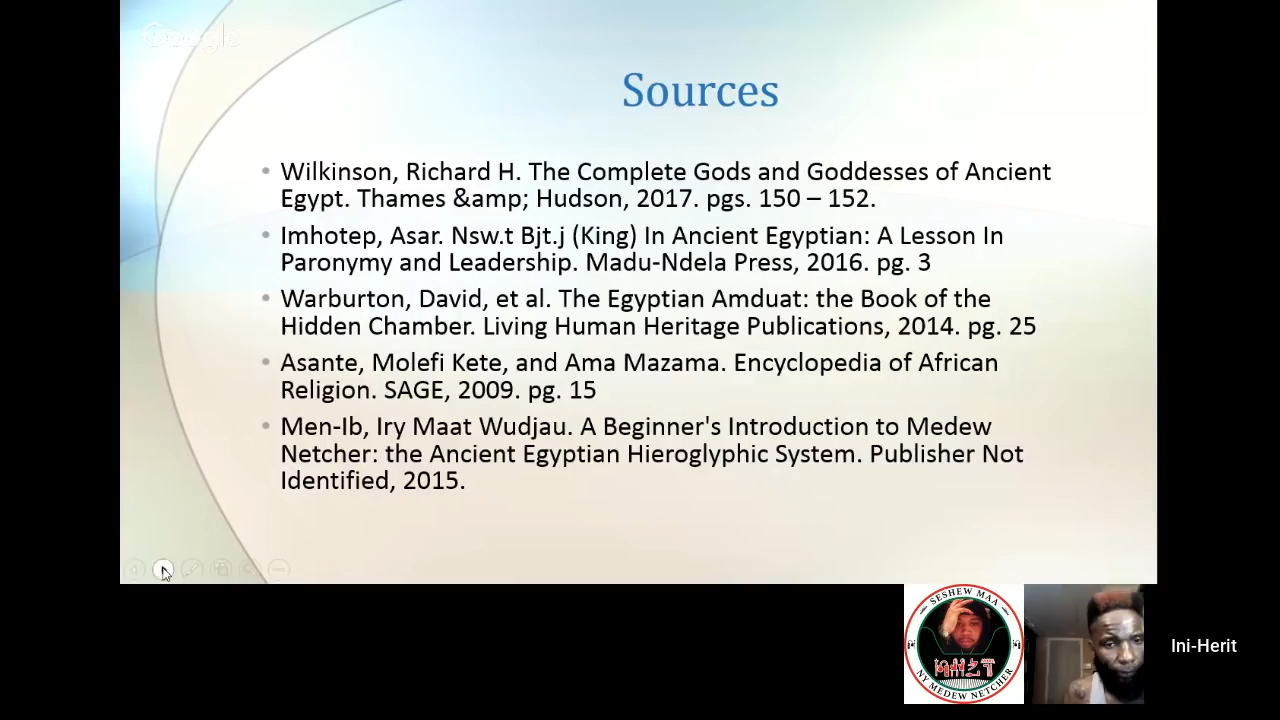 Google
Sources
• Wilkinson, Richard H. The Complete Gods and Goddesses of Ancient
Egypt. Thames &amp; Hudson, 2017. pgs. 150 – 152.
• Imhotep, Asar. Nsw.t Bjt.j (King) In Ancient Egyptian: A Lesson In
Paronymy and Leadership. Madu-Ndela Press, 2016. pg. 3
• Warburton, David, et al. The Egyptian Amduat: the Book of the
Hidden Chamber. Living Human Heritage Publications, 2014. pg. 25
• Asante, Molefi Kete, and Ama Mazama. Encyclopedia of African
Religion. SAGE, 2009. pg. 15
• Men-Ib, Iry Maat Wudjau. A Beginner's Introduction to Medew
Netcher: the Ancient Egyptian Hieroglyphic System. Publisher Not
Identified, 2015.
SESHEW MAA
NY MEDEW NETCHER
Ini-Herit